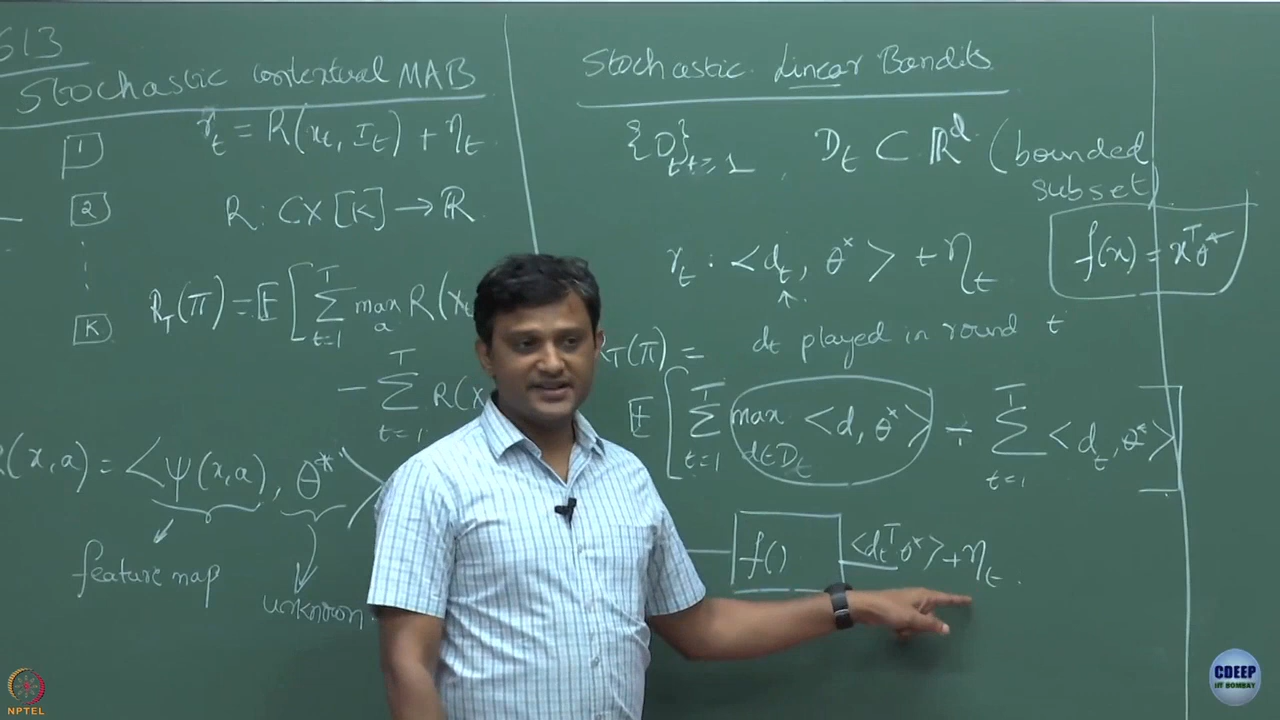 613
Stochastic contextual MAB
1
r_t = R(x_t, I_t) + η_t
2
R : C×[K] → ℝ
⋮
K
R_T(π) = 𝔼[ Σ_{t=1}^{T} max_a R(x_t
− Σ_{t=1}^{T} R(x
R(x,a) = <ψ(x,a), θ*>
feature map
unknown
Stochastic Linear Bandits
{D_t}_{t≥1}, D_t ⊂ ℝ^d (bounded
subset)
r_t : <d_t, θ*> + η_t
f(x) = x^T θ*
d_t played in round t
R_T(π) =
𝔼[ Σ_{t=1}^{T} max_{d∈D_t} <d, θ*> ÷ Σ_{t=1}^{T} <d_t, θ*> ]
f() <d_t^T θ*> + η_t .
NPTEL
CDEEP
IIT BOMBAY